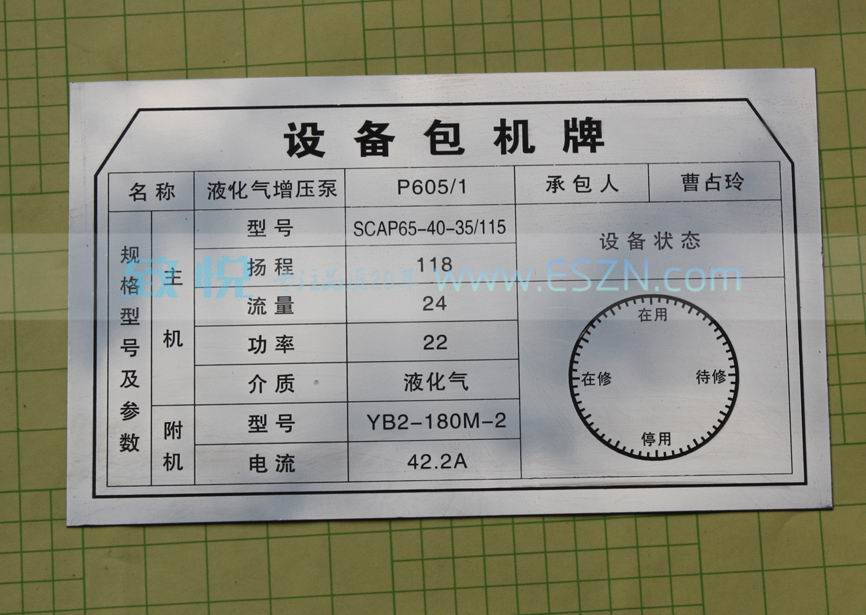 设备包机牌
名称 液化气增压泵 P605/1 承包人 曹占玲
规格型号及参数
主机
型号 SCAP65-40-35/115
扬程 118
流量 24
功率 22
介质 液化气
附机
型号 YB2-180M-2
电流 42.2A
设备状态
在用
在修 待修
停用
致悦
www.ESZN.com